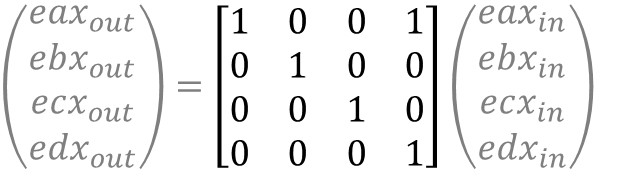 eax_out 1 0 0 1 eax_in
ebx_out 0 1 0 0 ebx_in
= 
ecx_out 0 0 1 0 ecx_in
edx_out 0 0 0 1 edx_in